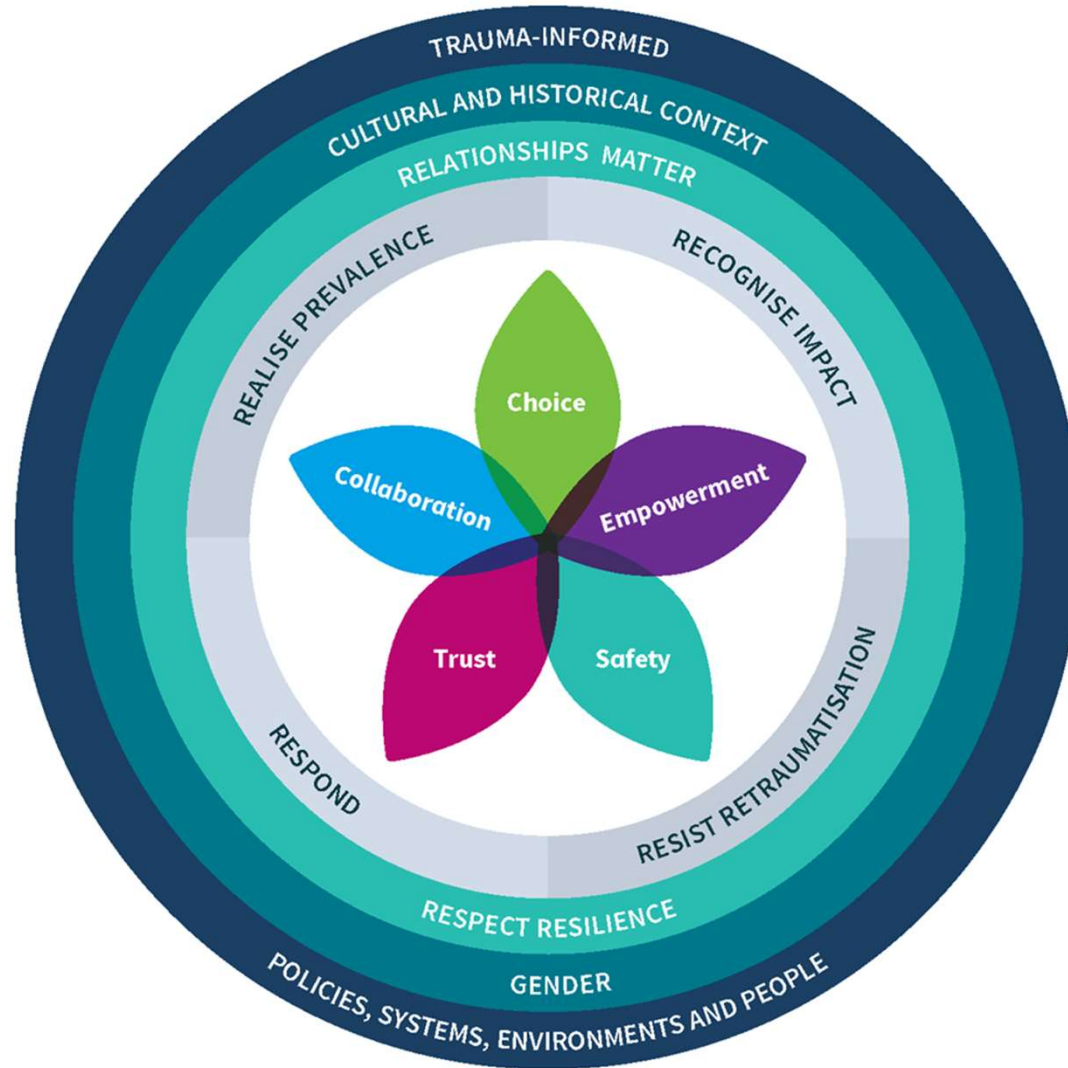 TRAUMA-INFORMED
CULTURAL AND HISTORICAL CONTEXT
RELATIONSHIPS MATTER
REALISE PREVALENCE
RECOGNISE IMPACT
Choice
Collaboration
Empowerment
Trust
Safety
RESPOND
RESIST RETRAUMATISATION
RESPECT RESILIENCE
GENDER
POLICIES, SYSTEMS, ENVIRONMENTS AND PEOPLE